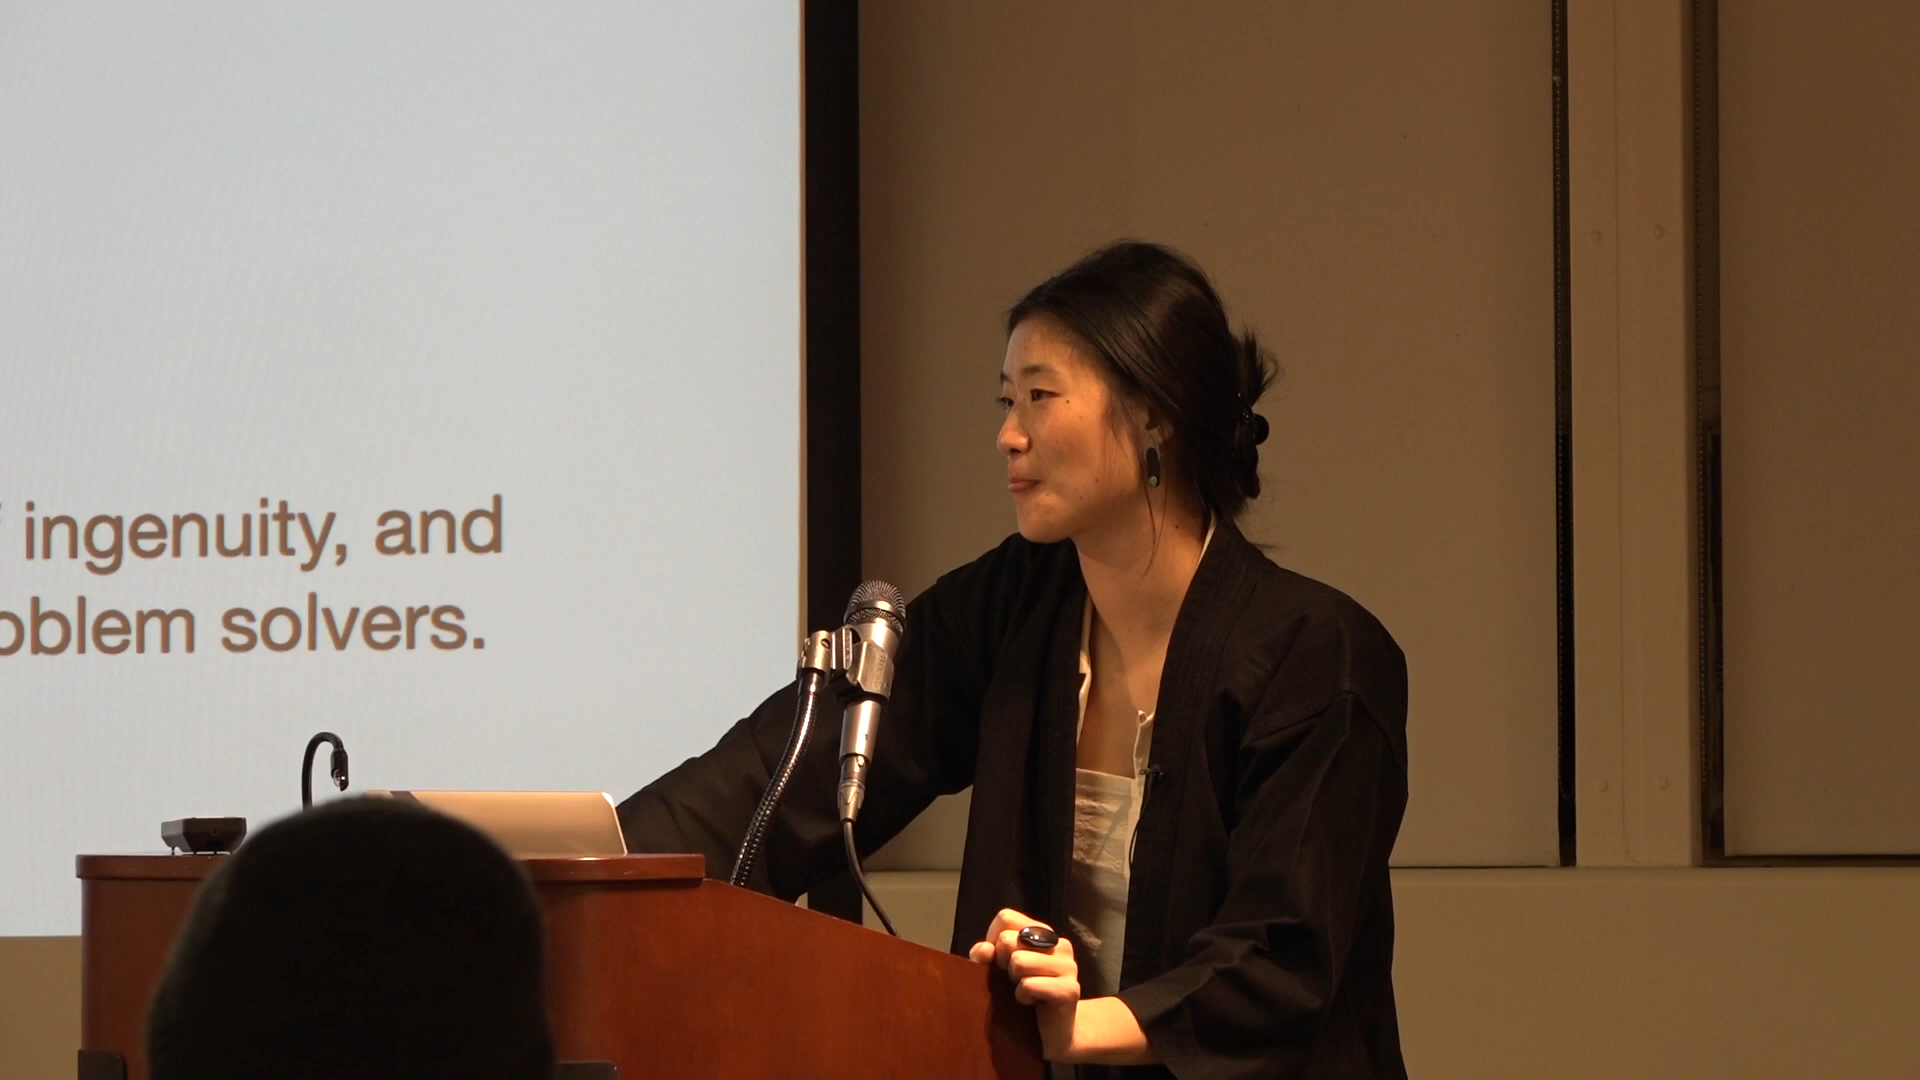 ingenuity, and
oblem solvers.